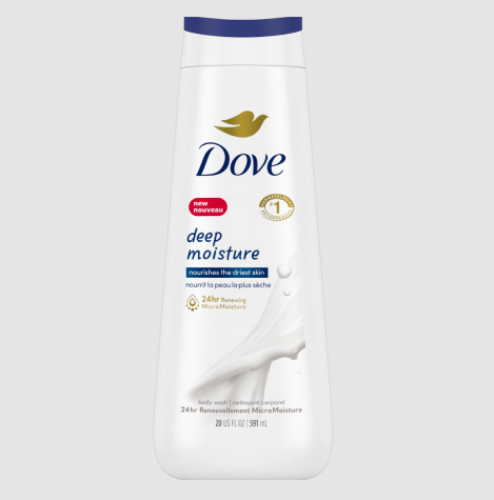 Dove
new
nouveau
#1
deep
moisture
nourishes the driest skin
nourrit la peau la plus sèche
24hr Renewing
MicroMoisture
body wash | nettoyant corporel
24hr Renouvellement MicroMoisture
20 US FL OZ | 591 mL